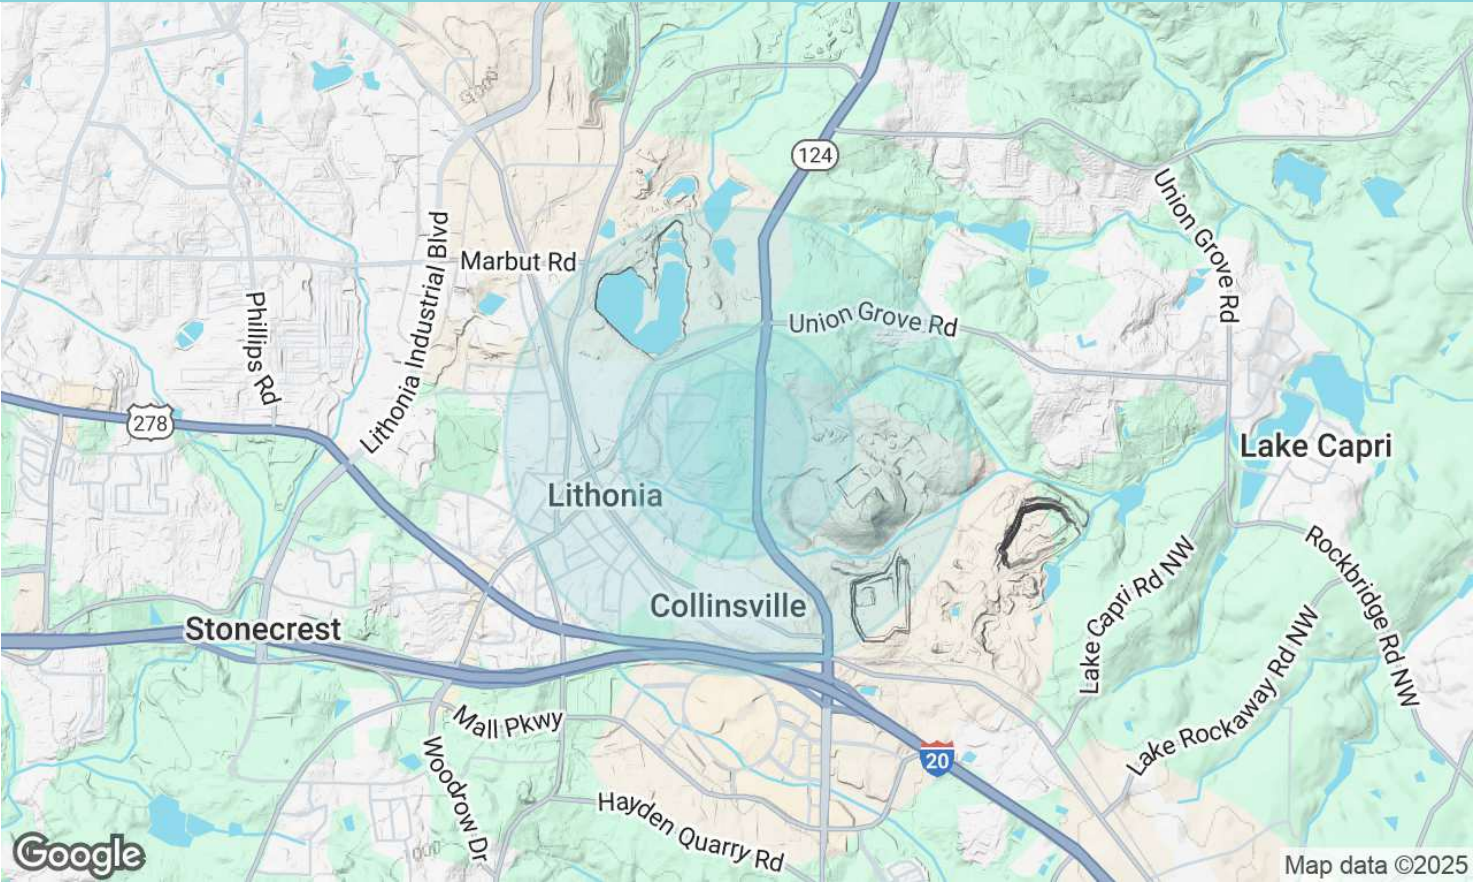 124
Union Grove Rd
Marbut Rd
Lithonia Industrial Blvd
Phillips Rd
Union Grove Rd
278
Lake Capri
Lithonia
Rockbridge Rd NW
Lake Capri Rd NW
Collinsville
Stonecrest
Lake Rockaway Rd NW
Mall Pkwy
Woodrow Dr
20
Hayden Quarry Rd
Google
Map data ©2025